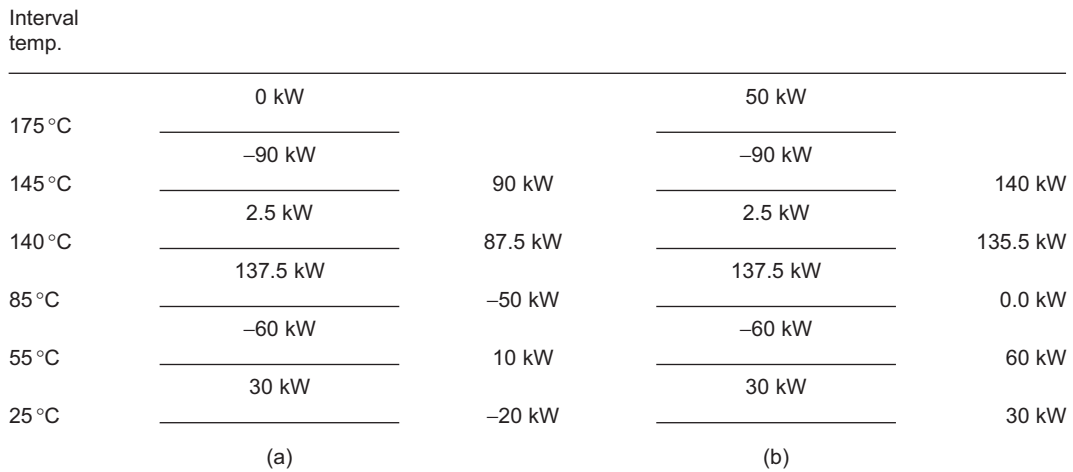 Interval
temp.
0 kW 50 kW
175 °C
–90 kW –90 kW
145 °C 90 kW 140 kW
2.5 kW 2.5 kW
140 °C 87.5 kW 135.5 kW
137.5 kW 137.5 kW
85 °C –50 kW 0.0 kW
–60 kW –60 kW
55 °C 10 kW 60 kW
30 kW 30 kW
25 °C –20 kW 30 kW
(a) (b)